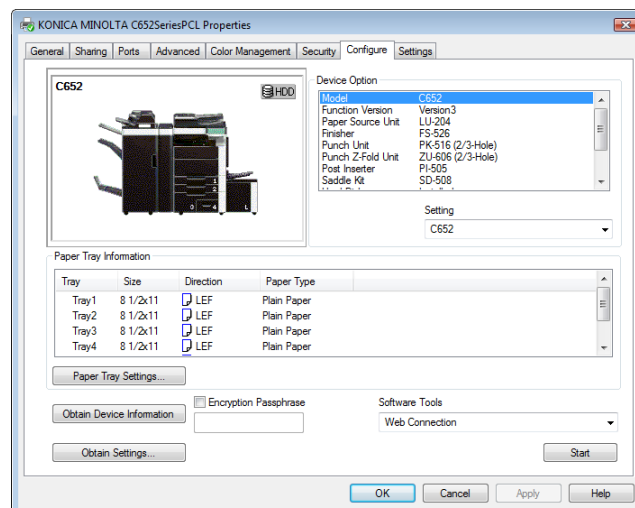 KONICA MINOLTA C652SeriesPCL Properties
General Sharing Ports Advanced Color Management Security Configure Settings
C652
HDD
Device Option
Model C652
Function Version Version3
Paper Source Unit LU-204
Finisher FS-526
Punch Unit PK-516 (2/3-Hole)
Punch Z-Fold Unit ZU-606 (2/3-Hole)
Post Inserter PI-505
Saddle Kit SD-508
Setting
C652
Paper Tray Information
Tray Size Direction Paper Type
Tray1 8 1/2x11 LEF Plain Paper
Tray2 8 1/2x11 LEF Plain Paper
Tray3 8 1/2x11 LEF Plain Paper
Tray4 8 1/2x11 LEF Plain Paper
Paper Tray Settings...
Obtain Device Information
Encryption Passphrase
Software Tools
Web Connection
Obtain Settings...
Start
OK Cancel Apply Help